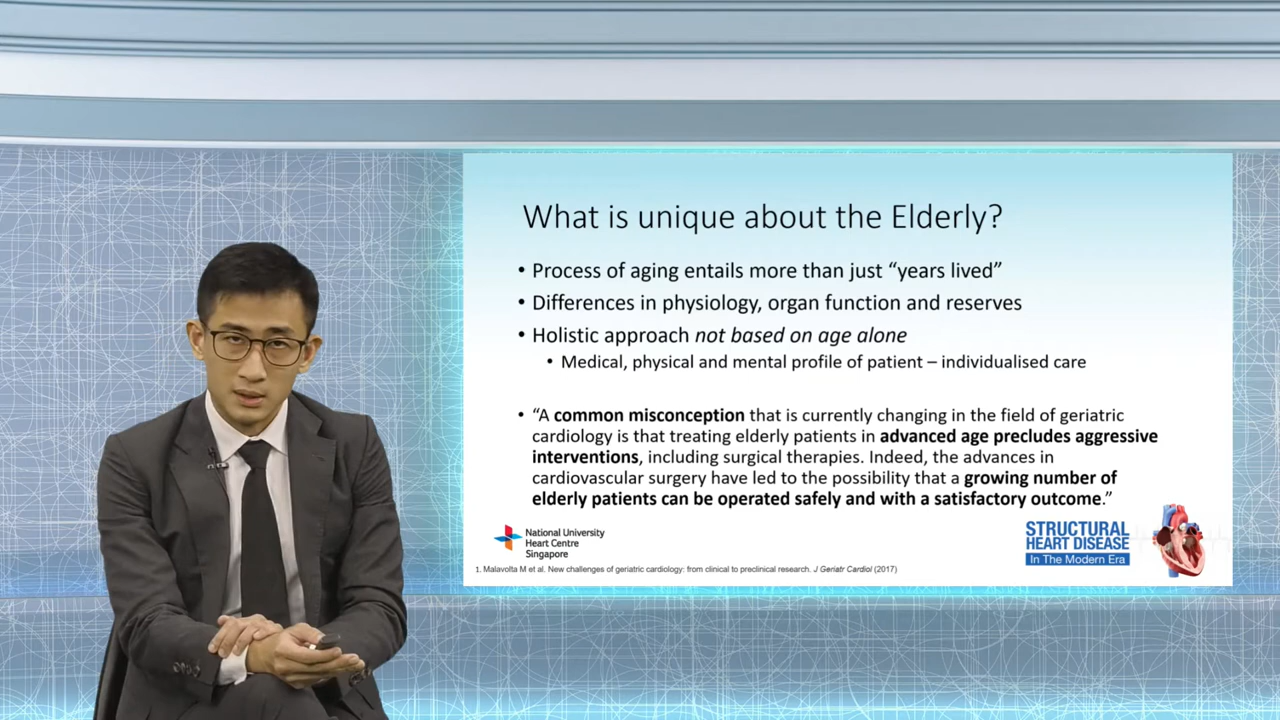 What is unique about the Elderly?
• Process of aging entails more than just “years lived”
• Differences in physiology, organ function and reserves
• Holistic approach not based on age alone
• Medical, physical and mental profile of patient – individualised care
• “A common misconception that is currently changing in the field of geriatric
cardiology is that treating elderly patients in advanced age precludes aggressive
interventions, including surgical therapies. Indeed, the advances in
cardiovascular surgery have led to the possibility that a growing number of
elderly patients can be operated safely and with a satisfactory outcome.”
National University
Heart Centre
Singapore
STRUCTURAL
HEART DISEASE
In The Modern Era
1. Malavolta M et al. New challenges of geriatric cardiology: from clinical to preclinical research. J Geriatr Cardiol (2017)